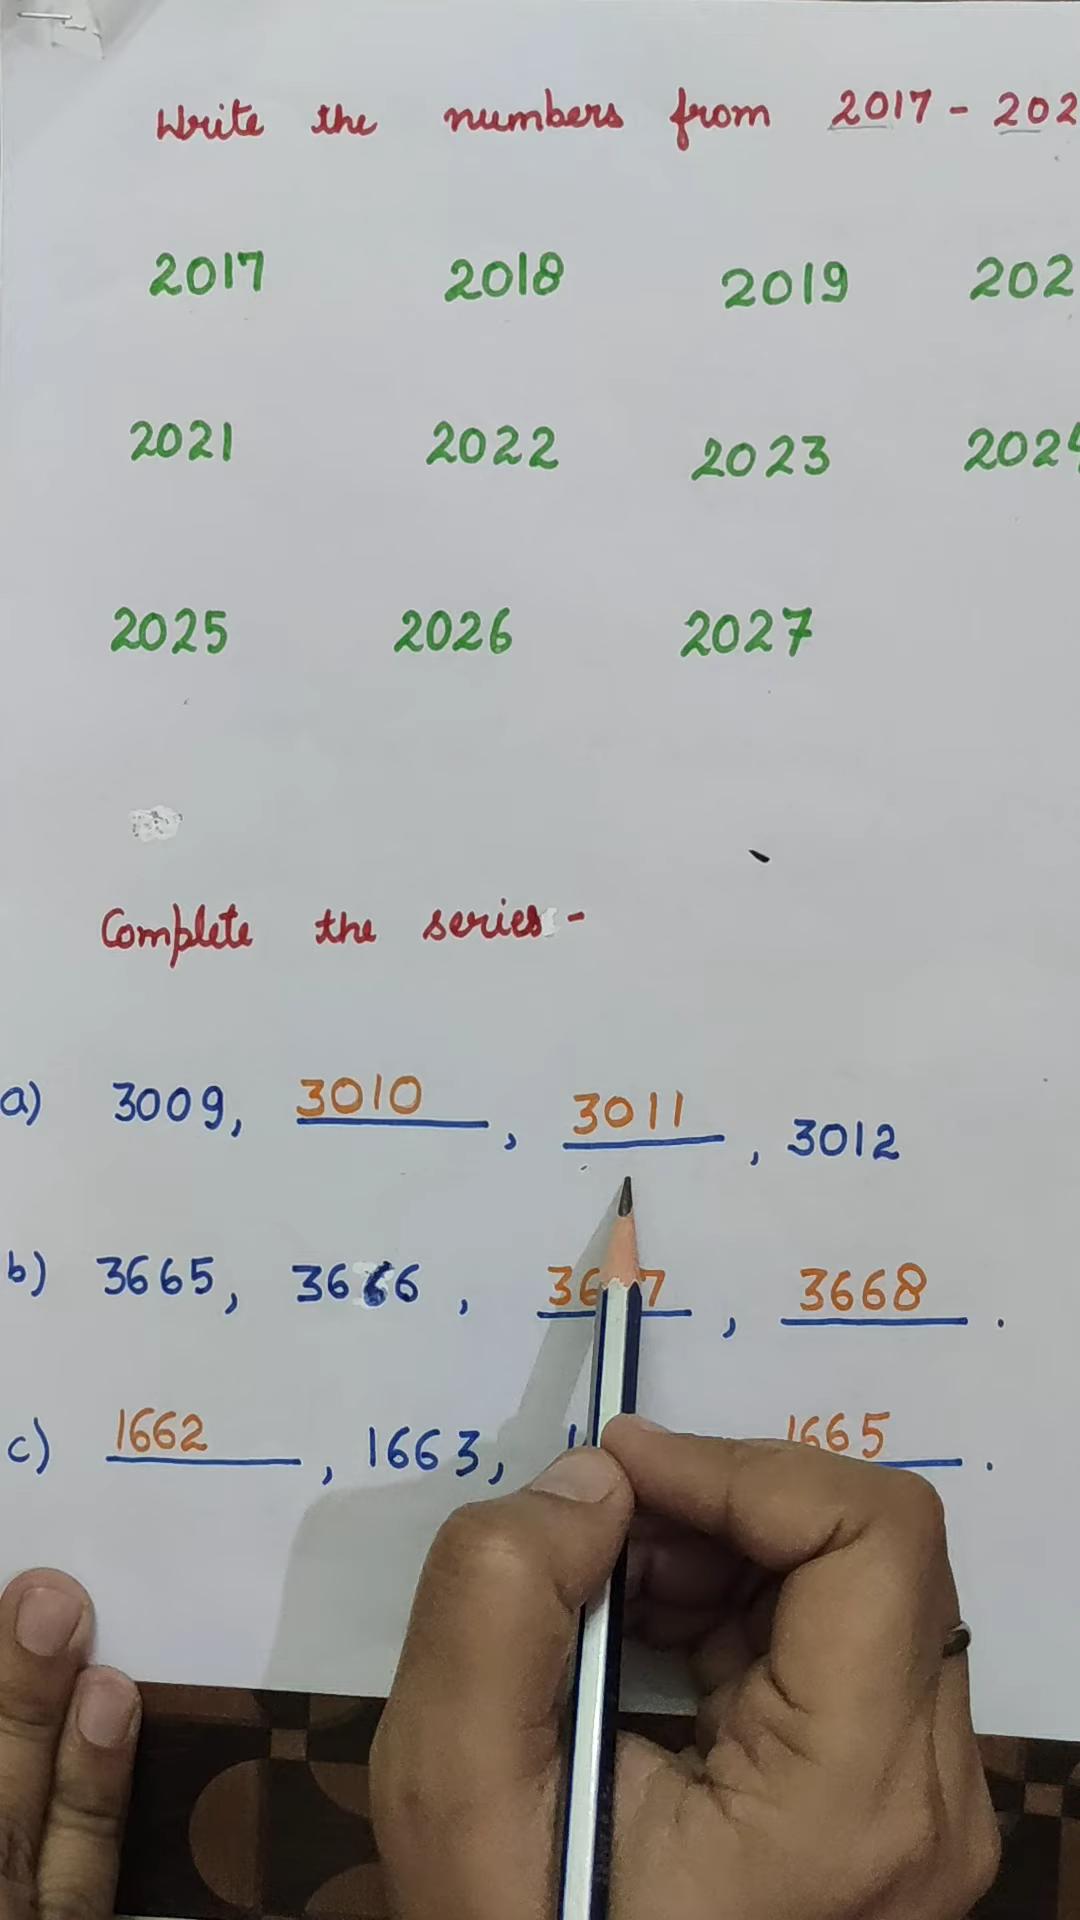 Write the numbers from 2017 - 202
2017 2018 2019 202
2021 2022 2023 2024
2025 2026 2027
Complete the series -
a) 3009, 3010, 3011, 3012
b) 3665, 3666, 3668.
c) 1662, 1663, 1665.